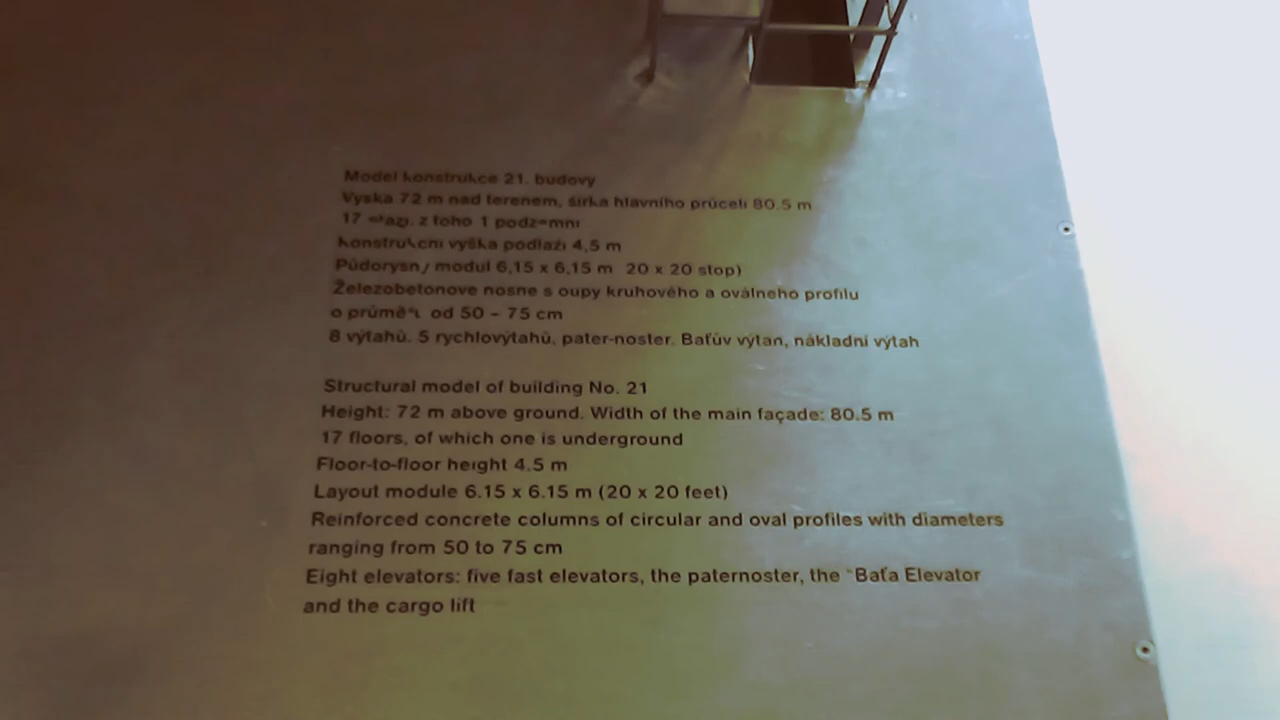 Model konstrukce 21. budovy
Výška 72 m nad terenem, šírka hlavního průčelí 80.5 m
17 z toho 1 podzemní
konstrukční výška podlaží 4,5 m
Půdorysný modul 6,15 x 6,15 m 20 x 20 stop)
Železobetonove nosne s oupy kruhového a oválneho profilu
o průměru od 50 – 75 cm
8 výtahů. 5 rychlovýtahů, pater-noster. Baťův výtah, nákladní výtah
Structural model of building No. 21
Height: 72 m above ground. Width of the main façade: 80.5 m
17 floors, of which one is underground
Floor-to-floor height 4.5 m
Layout module 6.15 x 6.15 m (20 x 20 feet)
Reinforced concrete columns of circular and oval profiles with diameters
ranging from 50 to 75 cm
Eight elevators: five fast elevators, the paternoster, the "Baťa Elevator
and the cargo lift